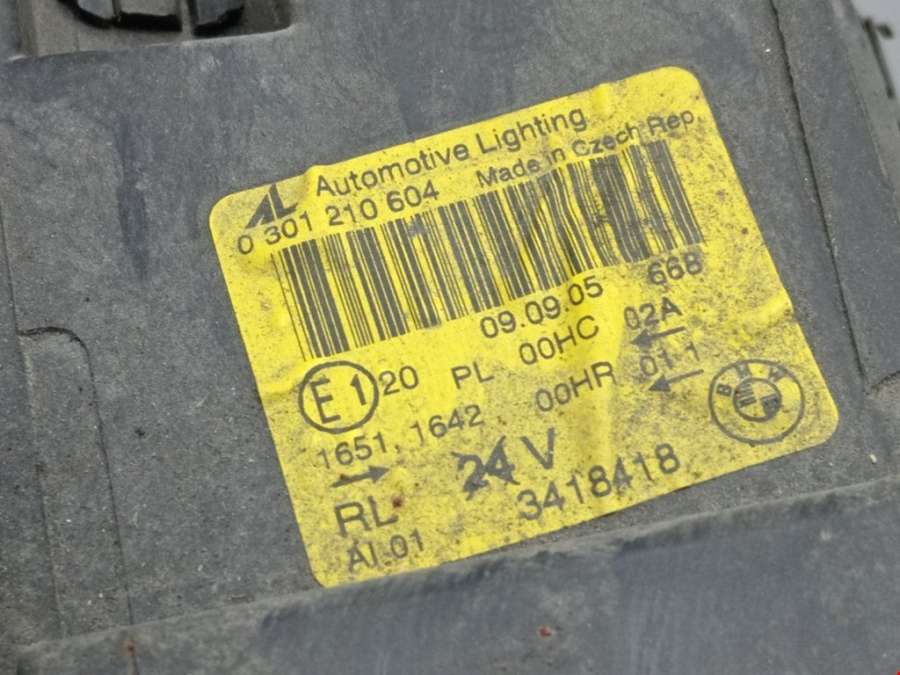 AL Automotive Lighting
0 301 210 604 Made in Czech Rep.
09.09.05 668
E1 20 PL 00HC 02A
1651, 1642 00HR 01 1
BMW
RL 24 V
AI.01 3418418